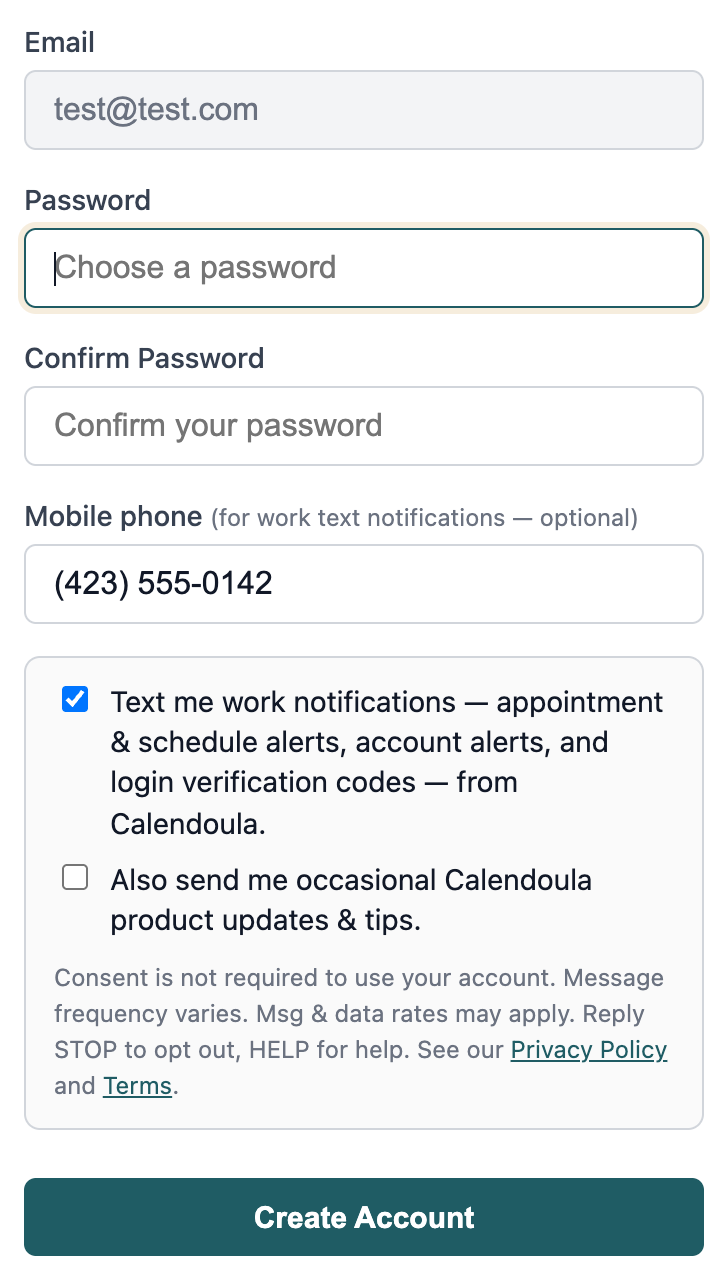 Email
test@test.com
Password
Choose a password
Confirm Password
Confirm your password
Mobile phone (for work text notifications — optional)
(423) 555-0142
Text me work notifications — appointment
& schedule alerts, account alerts, and
login verification codes — from
Calendoula.
Also send me occasional Calendoula
product updates & tips.
Consent is not required to use your account. Message
frequency varies. Msg & data rates may apply. Reply
STOP to opt out, HELP for help. See our Privacy Policy
and Terms.
Create Account